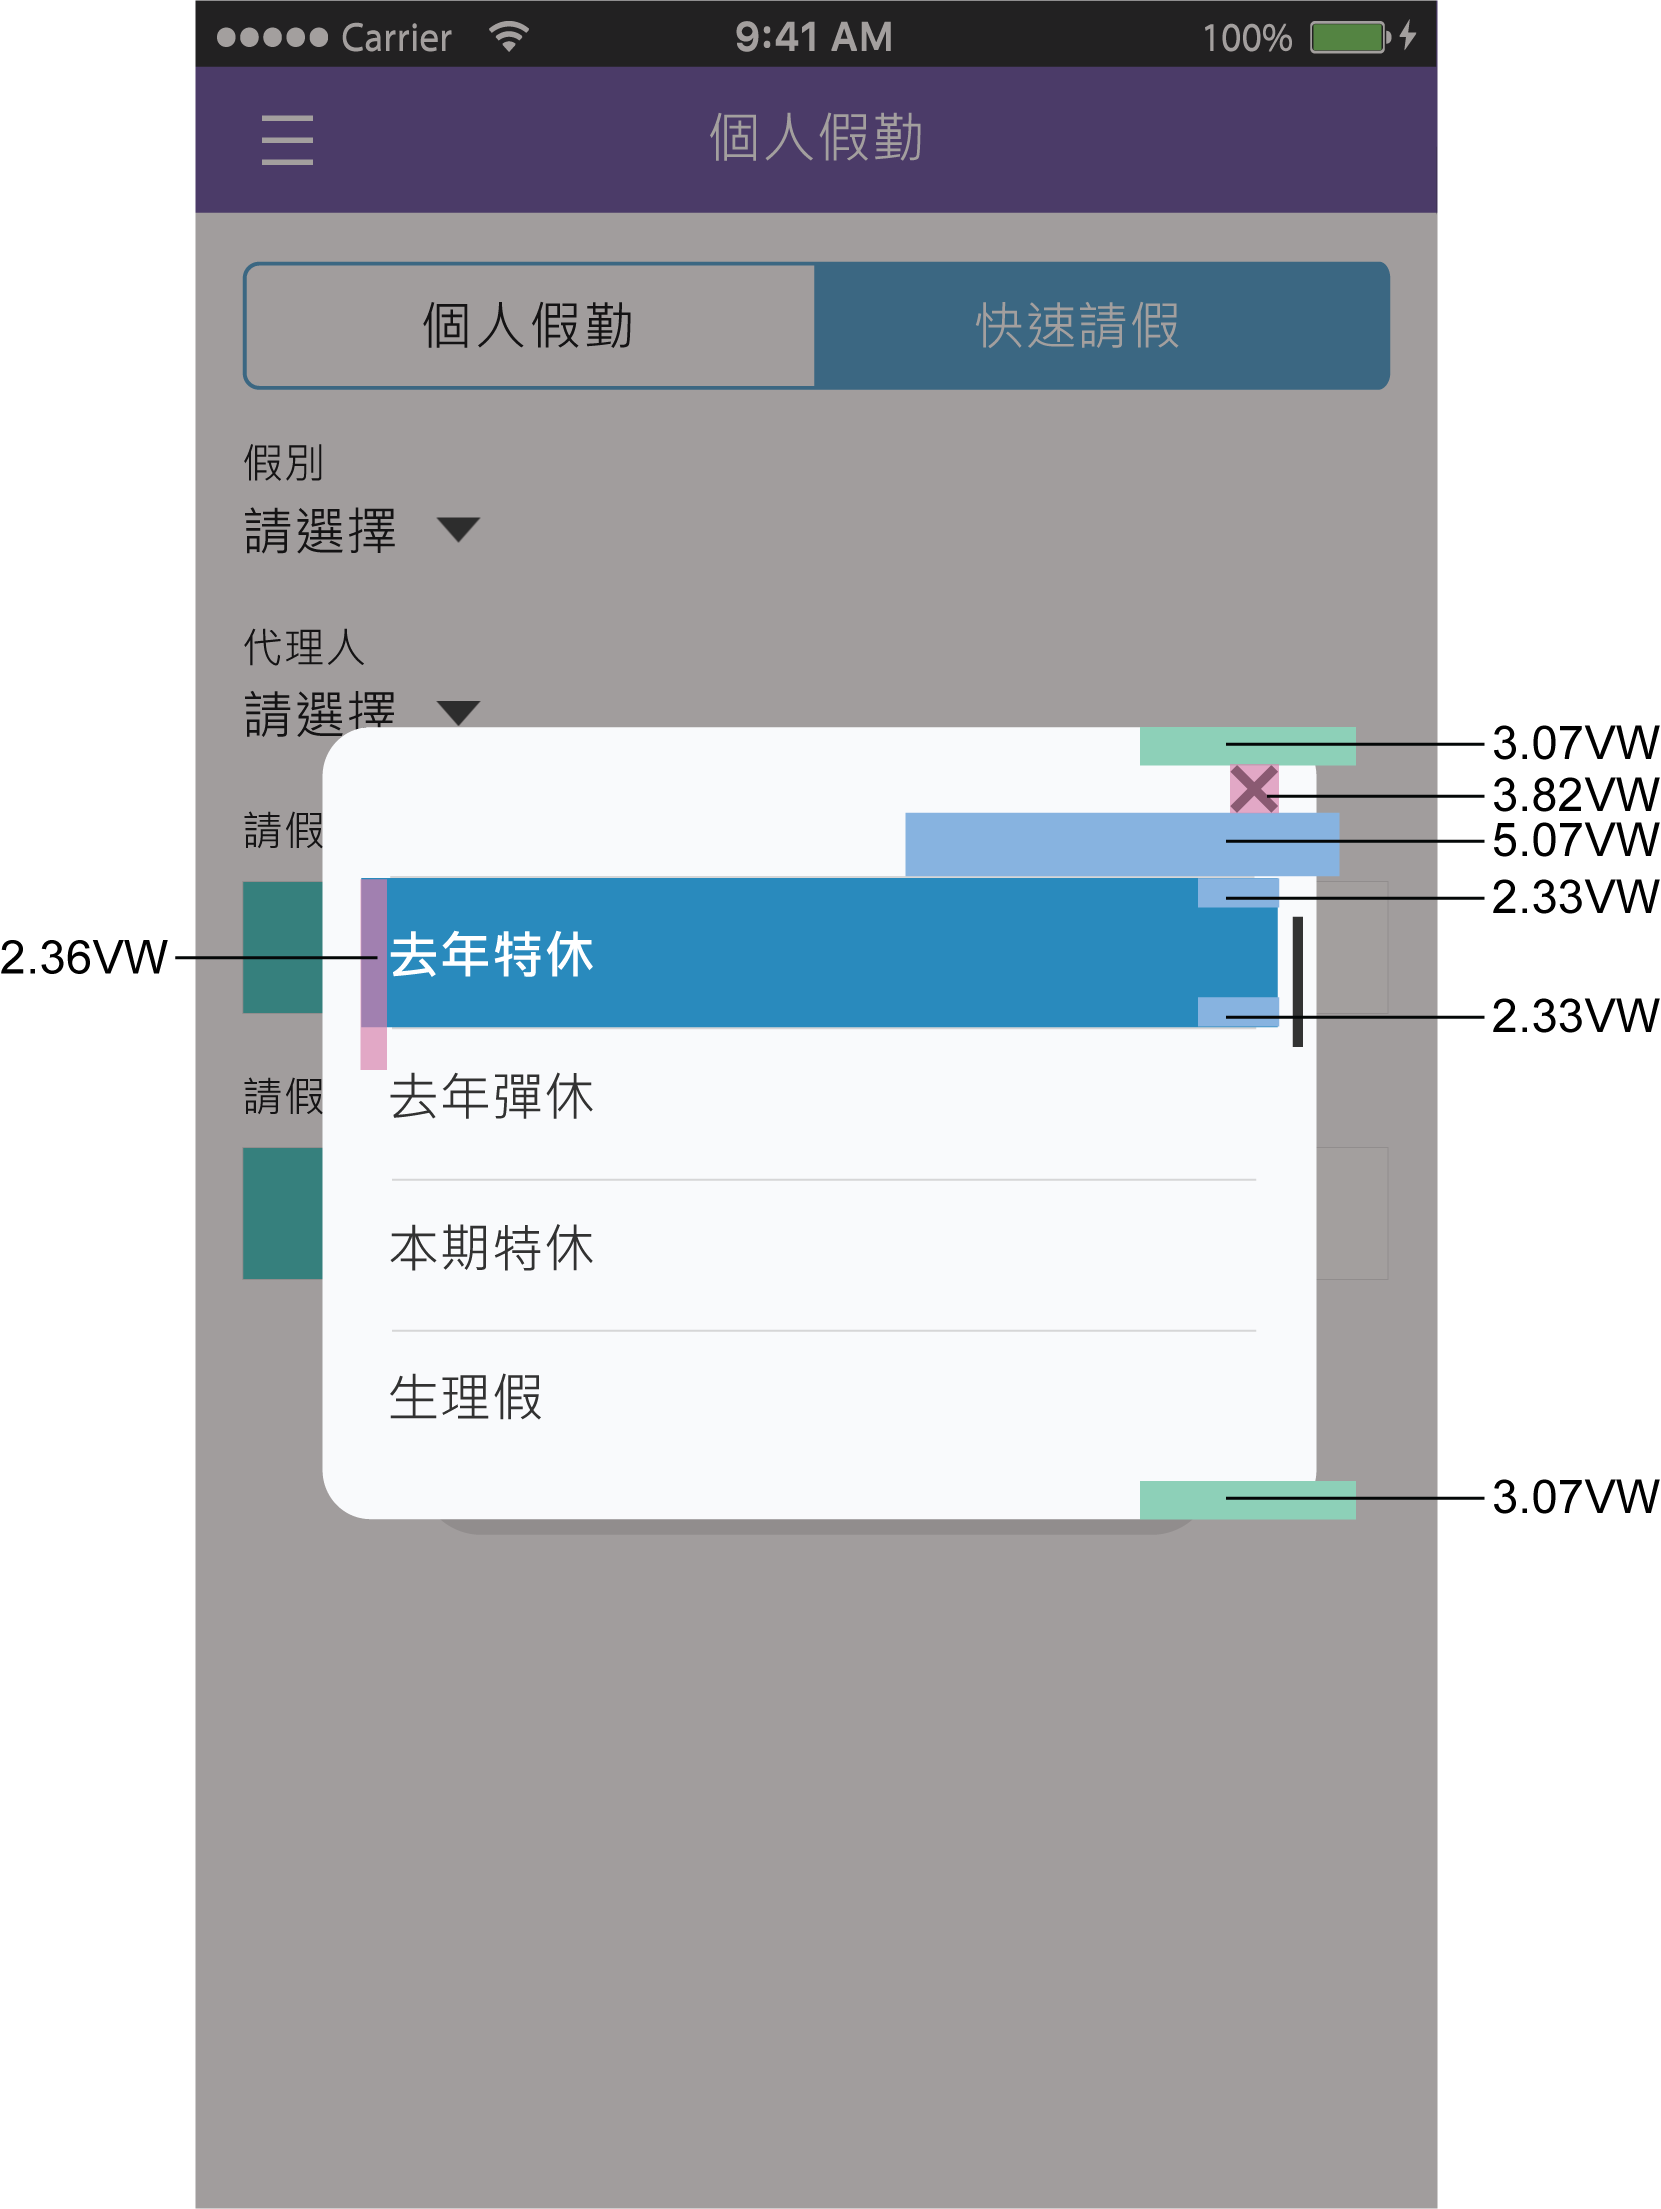 Carrier 9:41 AM 100%
個人假勤
個人假勤 快速請假
假別
請選擇
代理人
請選擇
3.07VW
3.82VW
請假
5.07VW
2.33VW
2.36VW
去年特休
2.33VW
請假
去年彈休
本期特休
生理假
3.07VW